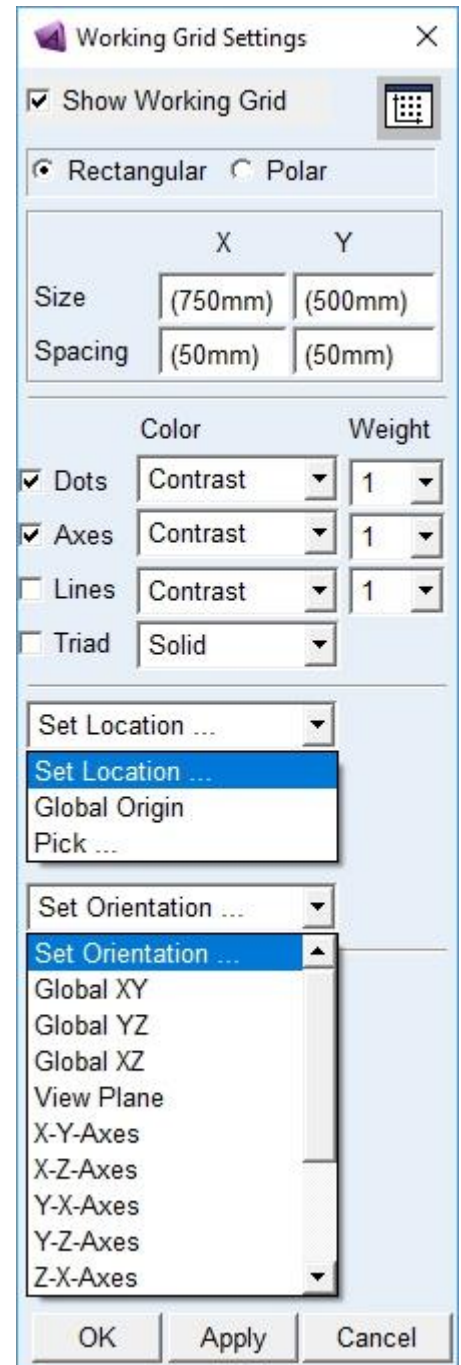 Working Grid Settings
Show Working Grid
Rectangular Polar
X Y
Size (750mm) (500mm)
Spacing (50mm) (50mm)
Color Weight
Dots Contrast 1
Axes Contrast 1
Lines Contrast 1
Triad Solid
Set Location ...
Set Location ...
Global Origin
Pick ...
Set Orientation ...
Set Orientation ...
Global XY
Global YZ
Global XZ
View Plane
X-Y-Axes
X-Z-Axes
Y-X-Axes
Y-Z-Axes
Z-X-Axes
OK Apply Cancel